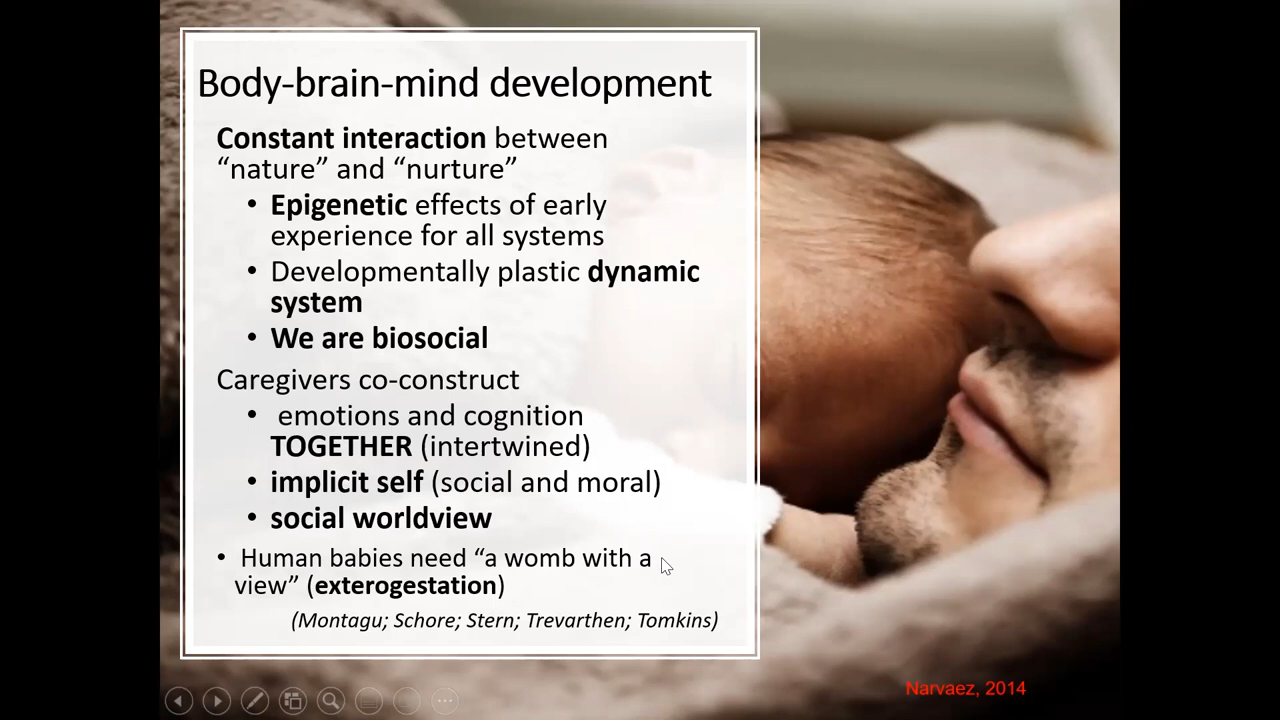 Body-brain-mind development
Constant interaction between
“nature” and “nurture”
• Epigenetic effects of early
experience for all systems
• Developmentally plastic dynamic
system
• We are biosocial
Caregivers co-construct
• emotions and cognition
TOGETHER (intertwined)
• implicit self (social and moral)
• social worldview
• Human babies need “a womb with a
view” (exterogestation)
(Montagu; Schore; Stern; Trevarthen; Tomkins)
Narvaez, 2014